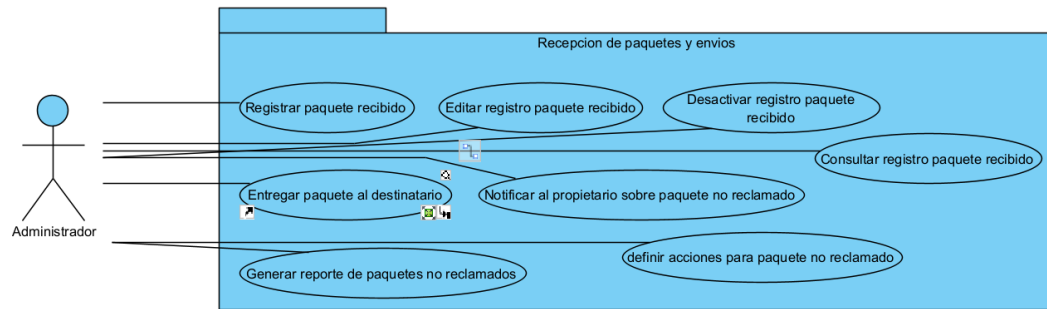 Recepcion de paquetes y envios
Registrar paquete recibido
Editar registro paquete recibido
Desactivar registro paquete
recibido
Consultar registro paquete recibido
Entregar paquete al destinatario
Notificar al propietario sobre paquete no reclamado
Administrador
Generar reporte de paquetes no reclamados
definir acciones para paquete no reclamado